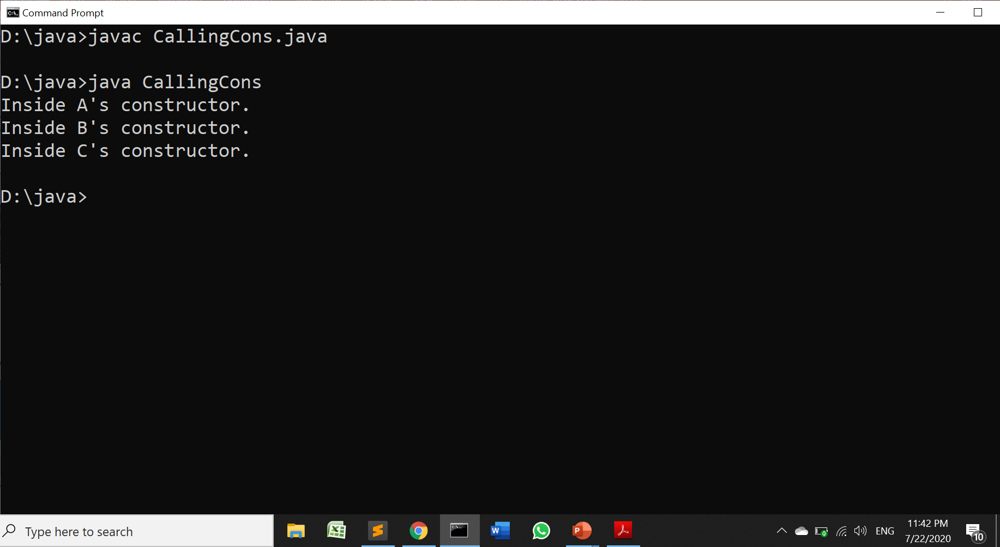 Command Prompt
D:\java>javac CallingCons.java
D:\java>java CallingCons
Inside A's constructor.
Inside B's constructor.
Inside C's constructor.
D:\java>
Type here to search
ENG
11:42 PM
7/22/2020
10